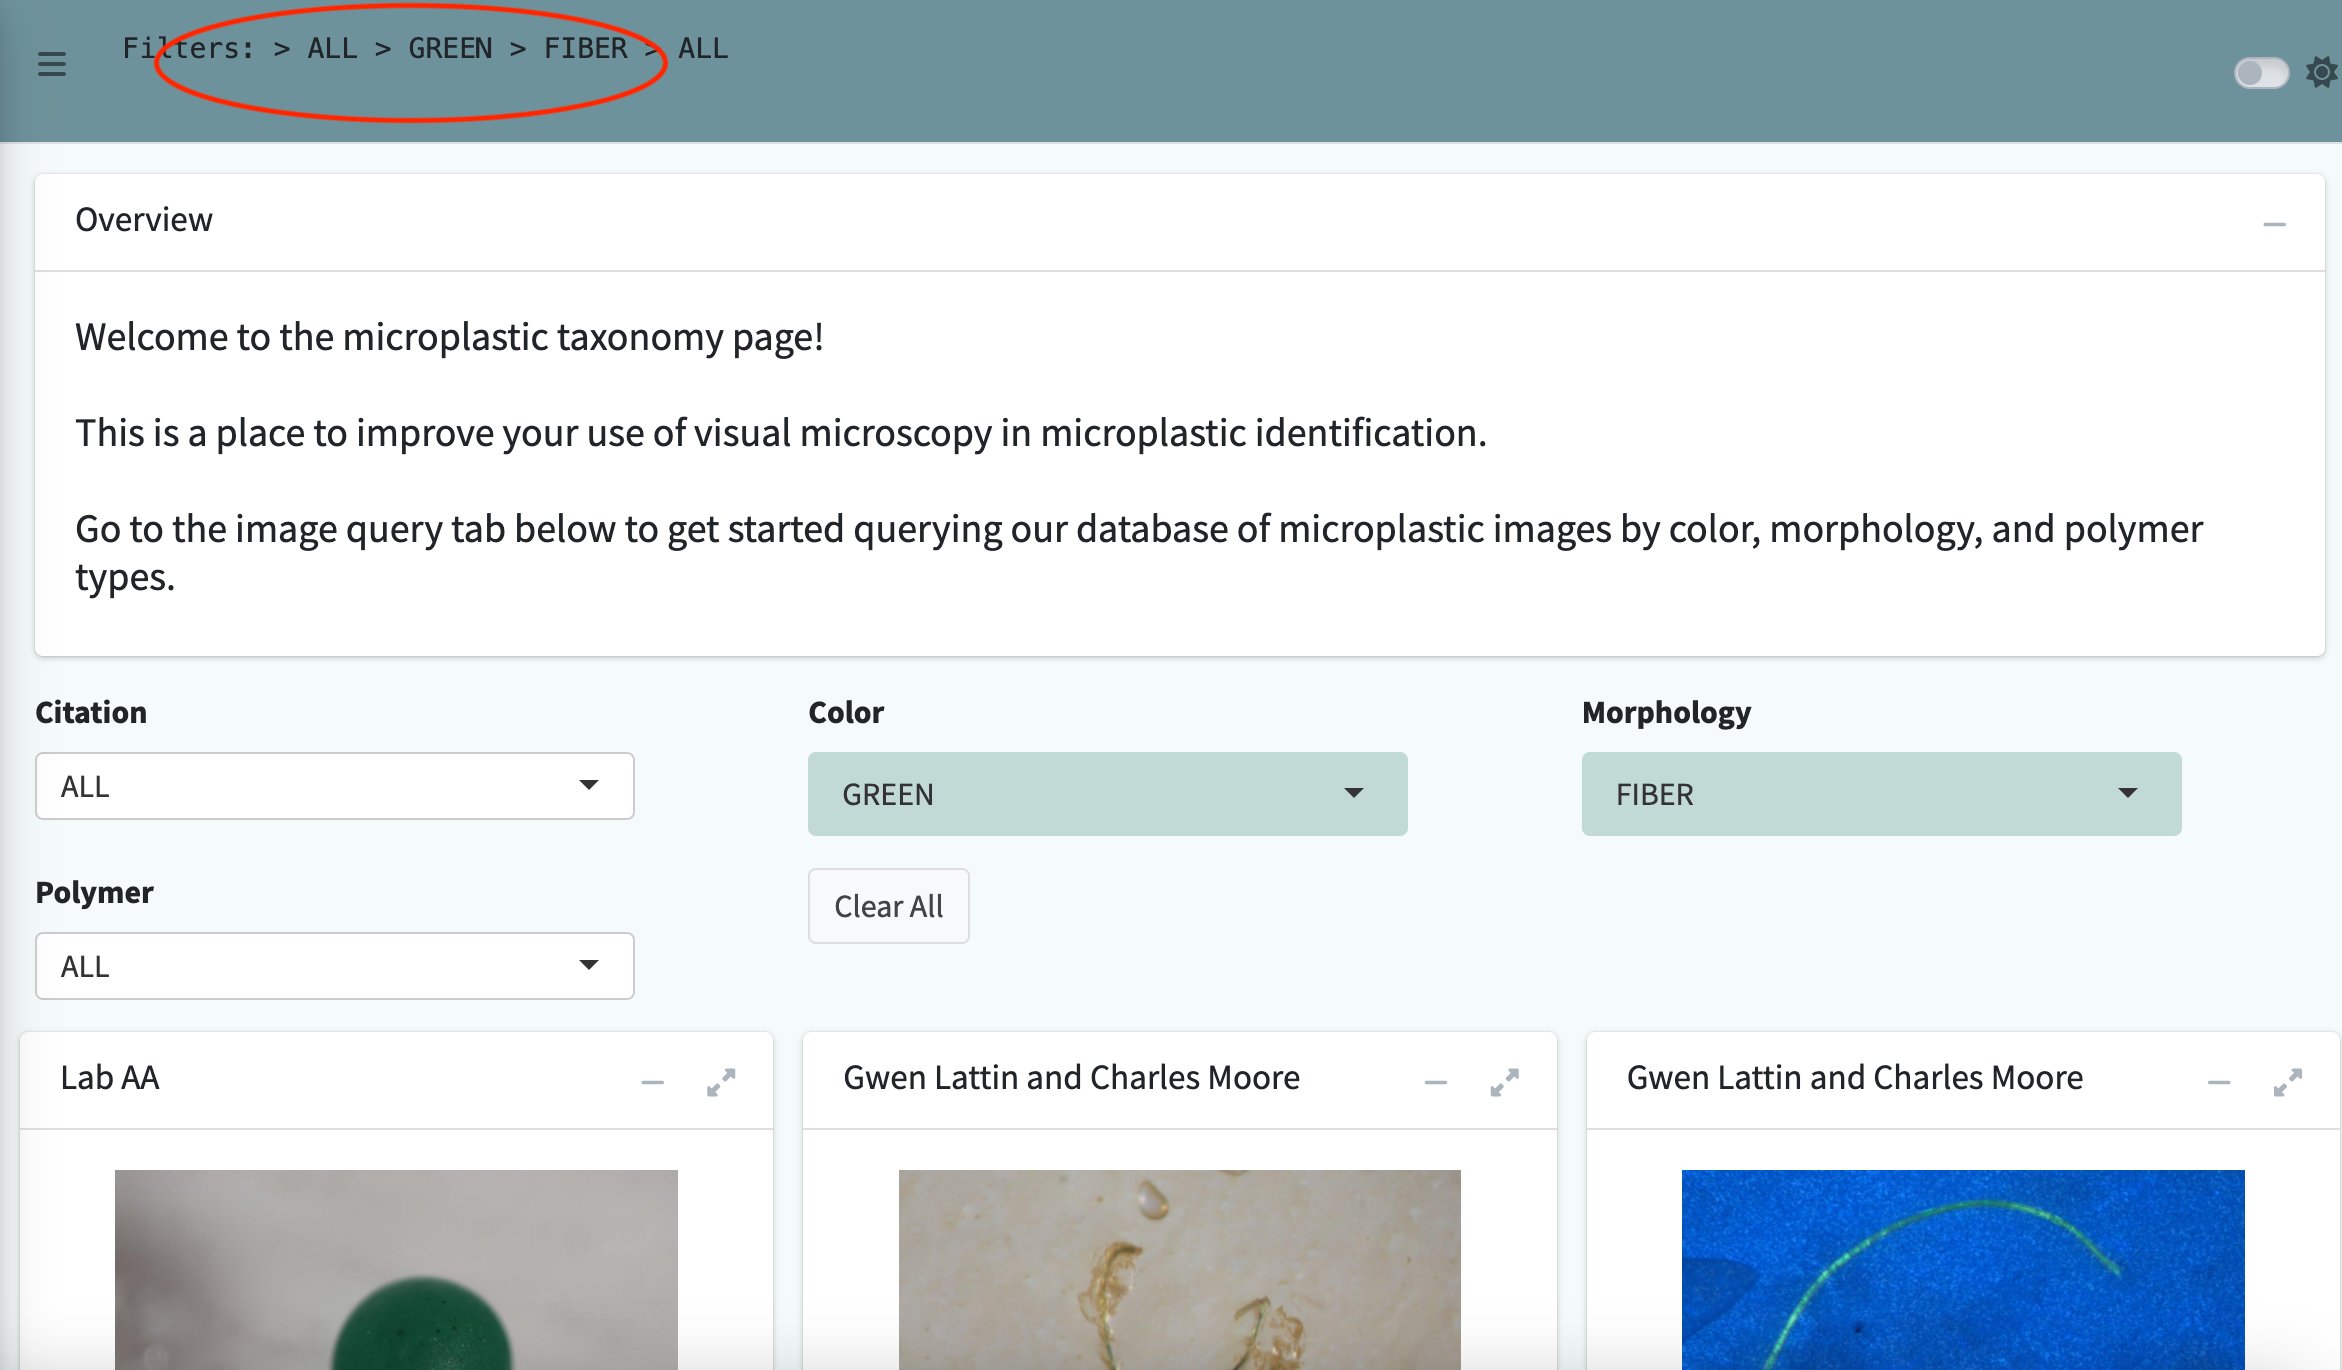 Filters: > ALL > GREEN > FIBER > ALL
Overview
Welcome to the microplastic taxonomy page!
This is a place to improve your use of visual microscopy in microplastic identification.
Go to the image query tab below to get started querying our database of microplastic images by color, morphology, and polymer
types.
Citation
ALL
Color
GREEN
Morphology
FIBER
Polymer
ALL
Clear All
Lab AA
Gwen Lattin and Charles Moore
Gwen Lattin and Charles Moore